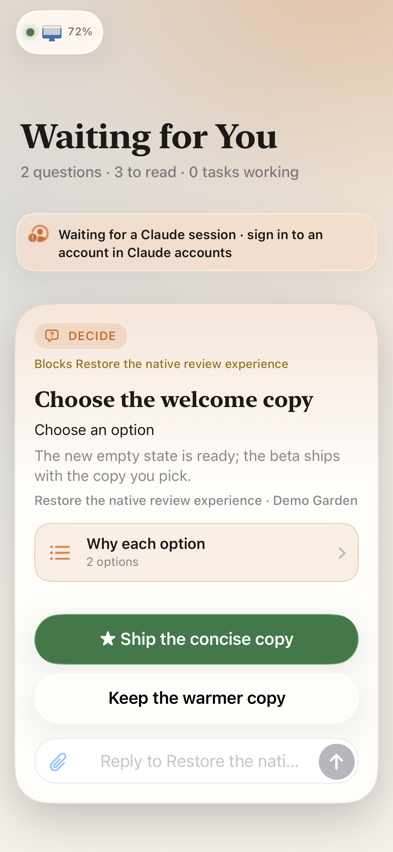 72%
Waiting for You
2 questions · 3 to read · 0 tasks working
Waiting for a Claude session · sign in to an
account in Claude accounts
DECIDE
Blocks Restore the native review experience
Choose the welcome copy
Choose an option
The new empty state is ready; the beta ships
with the copy you pick.
Restore the native review experience · Demo Garden
Why each option
2 options
Ship the concise copy
Keep the warmer copy
Reply to Restore the nati...